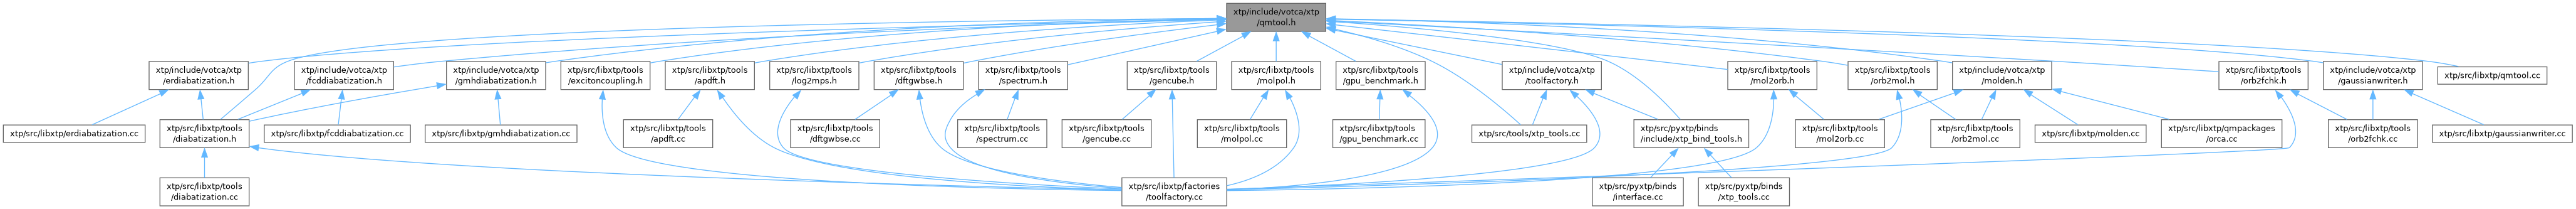 xtp/include/votca/xtp
/qmtool.h
xtp/include/votca/xtp
/erdiabatization.h
xtp/include/votca/xtp
/fcddiabatization.h
xtp/include/votca/xtp
/gmhdiabatization.h
xtp/src/libxtp/tools
/excitoncoupling.h
xtp/src/libxtp/tools
/apdft.h
xtp/src/libxtp/tools
/log2mps.h
xtp/src/libxtp/tools
/dftgwbse.h
xtp/src/libxtp/tools
/spectrum.h
xtp/src/libxtp/tools
/gencube.h
xtp/src/libxtp/tools
/molpol.h
xtp/src/libxtp/tools
/gpu_benchmark.h
xtp/include/votca/xtp
/toolfactory.h
xtp/src/libxtp/tools
/mol2orb.h
xtp/src/libxtp/tools
/orb2mol.h
xtp/include/votca/xtp
/molden.h
xtp/src/libxtp/tools
/orb2fchk.h
xtp/include/votca/xtp
/gaussianwriter.h
xtp/src/libxtp/qmtool.cc
xtp/src/libxtp/erdiabatization.cc
xtp/src/libxtp/tools
/diabatization.h
xtp/src/libxtp/fcddiabatization.cc
xtp/src/libxtp/gmhdiabatization.cc
xtp/src/libxtp/tools
/apdft.cc
xtp/src/libxtp/tools
/dftgwbse.cc
xtp/src/libxtp/tools
/spectrum.cc
xtp/src/libxtp/tools
/gencube.cc
xtp/src/libxtp/tools
/molpol.cc
xtp/src/libxtp/tools
/gpu_benchmark.cc
xtp/src/tools/xtp_tools.cc
xtp/src/pyxtp/binds
/include/xtp_bind_tools.h
xtp/src/libxtp/tools
/mol2orb.cc
xtp/src/libxtp/tools
/orb2mol.cc
xtp/src/libxtp/molden.cc
xtp/src/libxtp/qmpackages
/orca.cc
xtp/src/libxtp/tools
/orb2fchk.cc
xtp/src/libxtp/gaussianwriter.cc
xtp/src/libxtp/tools
/diabatization.cc
xtp/src/libxtp/factories
/toolfactory.cc
xtp/src/pyxtp/binds
/interface.cc
xtp/src/pyxtp/binds
/xtp_tools.cc